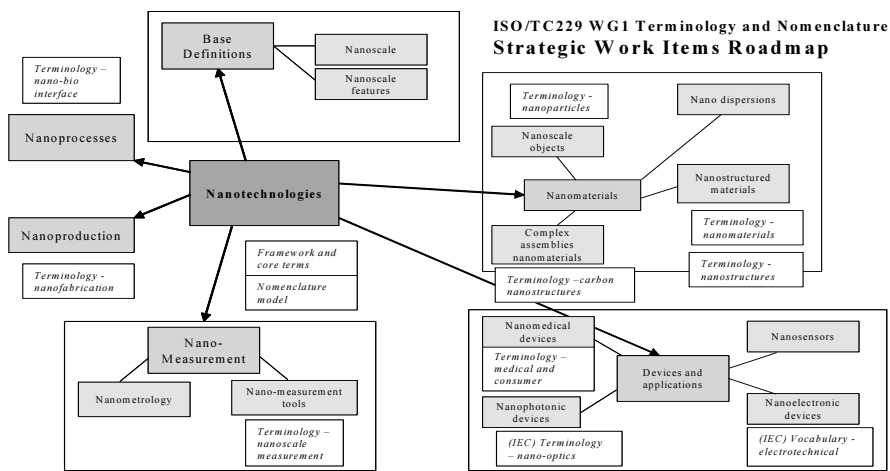 ISO/TC229 WG1 Terminology and Nomenclature
Strategic Work Items Roadmap
Base
Definitions
Nanoscale
Nanoscale
features
Terminology –
nano-bio
interface
Nanoprocesses
Nanotechnologies
Nanoproduction
Terminology -
nanofabrication
Framework and
core terms
Nomenclature
model
Terminology -
nanoparticles
Nano dispersions
Nanoscale
objects
Nanomaterials
Nanostructured
materials
Complex
assemblies
nanomaterials
Terminology -
nanomaterials
Terminology -
nanostructures
Terminology –carbon
nanostructures
Nano-
Measurement
Nanometrology
Nano-measurement
tools
Terminology –
nanoscale
measurement
Nanomedical
devices
Terminology –
medical and
consumer
Nanosensors
Devices and
applications
Nanophotonic
devices
Nanoelectronic
devices
(IEC) Terminology
– nano-optics
(IEC) Vocabulary -
electrotechnical